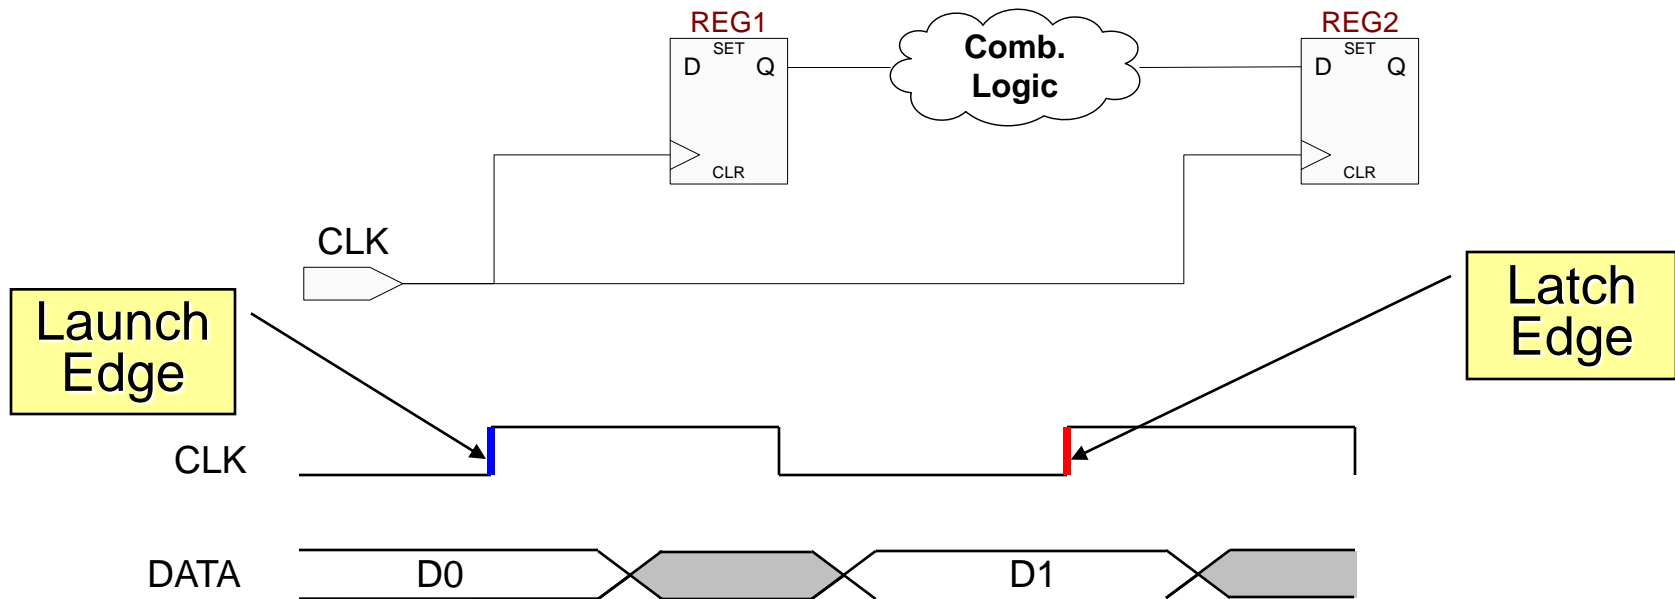 REG1
SET
D Q
CLR
Comb.
Logic
REG2
SET
D Q
CLR
CLK
Launch
Edge
Latch
Edge
CLK
DATA
D0
D1